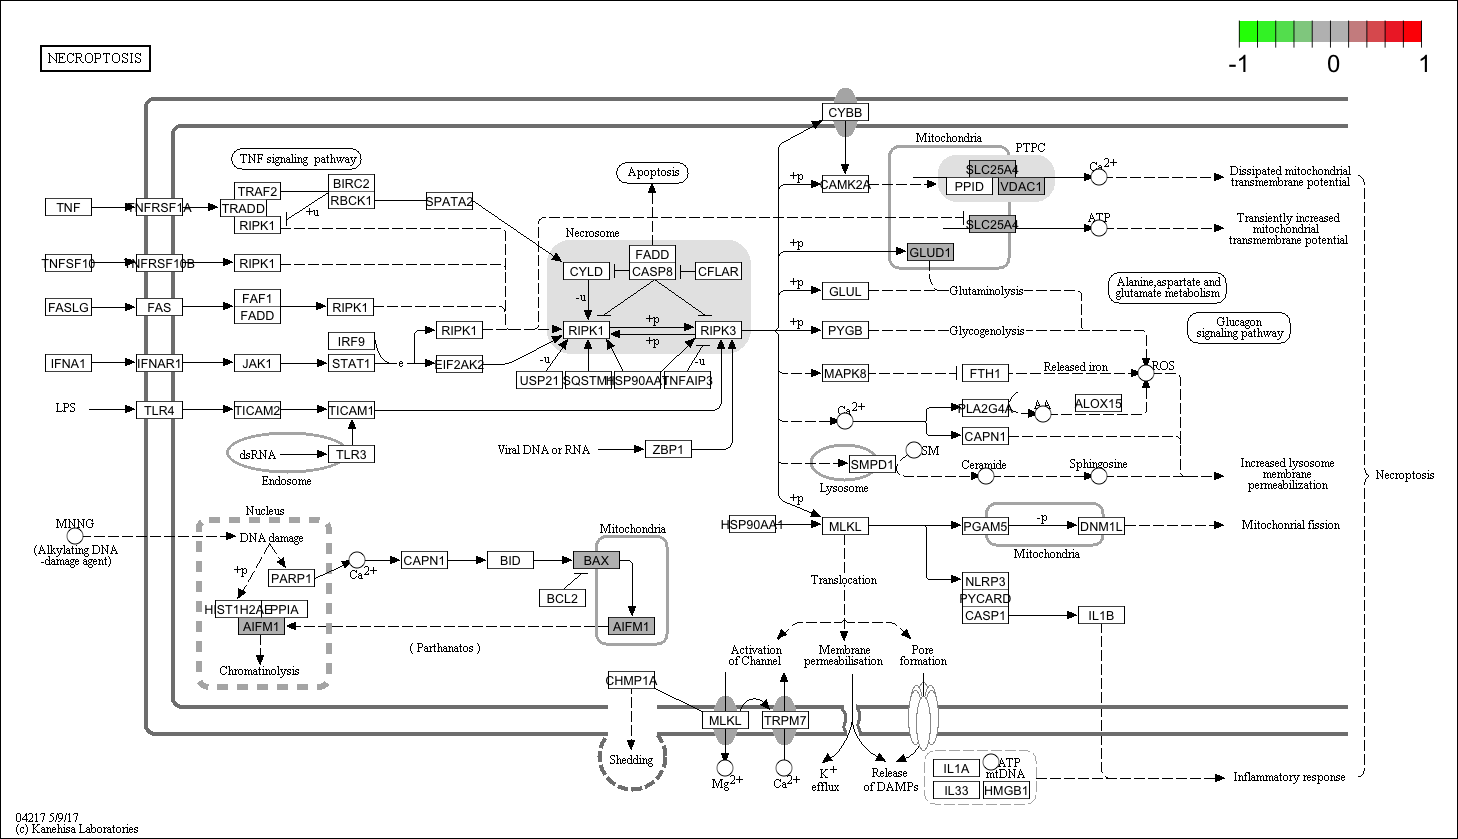 -1 0 1
NECROPTOSIS
CYBB
Mitochondria
PTPC
TNF signaling pathway
Apoptosis
SLC25A4
Ca2+
Dissipated mitochondrial
transmembrane potential
TRAF2
BIRC2
+p
CAMK2A
PPID
VDAC1
TNF
TNFRSF1A
TRADD
RBCK1
SPATA2
+u
RIPK1
SLC25A4
ATP
Transiently increased
mitochondrial
transmembrane potential
Necrosome
+p
GLUD1
FADD
TNFSF10
TNFRSF10B
RIPK1
CYLD
CASP8
CFLAR
+p
GLUL
Glutaminolysis
Alanine,aspartate and
glutamate metabolism
-u
FASLG
FAS
FAF1
FADD
RIPK1
RIPK1
RIPK1
+p
+p
RIPK3
+p
PYGB
Glycogenolysis
Glucagon
signaling pathway
IRF9
IFNA1
IFNAR1
JAK1
STAT1
e
EIF2AK2
-u
-u
USP21
SQSTM1
HSP90AA1
TNFAIP3
MAPK8
FTH1
Released iron
ROS
LPS
TLR4
TICAM2
TICAM1
Ca2+
PLA2G4A
AA
ALOX15
CAPN1
dsRNA
TLR3
Endosome
Viral DNA or RNA
ZBP1
SMPD1
SM
Lysosome
Ceramide
Sphingosine
Increased lysosome
membrane
permeabilization
Necroptosis
+p
HSP90AA1
MLKL
PGAM5
-p
DNM1L
Mitochonrial fission
Mitochondria
MNNG
(Alkylating DNA
-damage agent)
Nucleus
DNA damage
+p
PARP1
Ca2+
CAPN1
BID
BAX
Mitochondria
BCL2
HIST1H2AE
PPIA
AIFM1
AIFM1
Chromatinolysis
( Parthanatos )
Translocation
NLRP3
PYCARD
CASP1
IL1B
Activation
of Channel
Membrane
permeabilisation
Pore
formation
CHMP1A
MLKL
TRPM7
Shedding
Mg2+
Ca2+
K+
efflux
Release
of DAMPs
IL1A
ATP
mtDNA
IL33
HMGB1
Inflammatory response
04217 5/9/17
(c) Kanehisa Laboratories